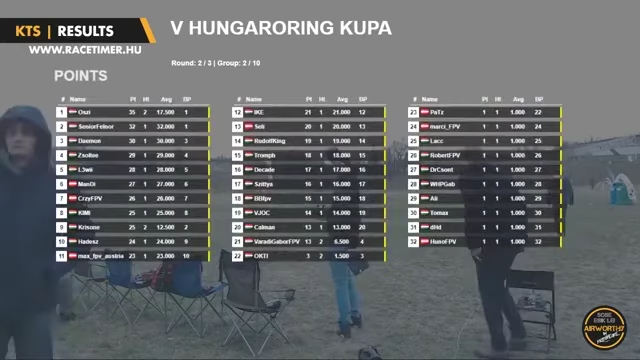 KTS | RESULTS
WWW.RACETIMER.HU
V HUNGARORING KUPA
Round: 2 / 3 | Group: 2 / 10
POINTS
# Name Pt Ht Avg BP
1 Oszi 35 2 17.500 1
2 SeniorFelnor 32 1 32.000 1
3 Daemon 30 1 30.000 3
4 Zsoltee 29 1 29.000 4
5 L3wii 28 1 28.000 5
6 ManDi 27 1 27.000 6
7 CrzyFPV 26 1 26.000 7
8 KIMI 25 1 25.000 8
9 Krisone 25 2 12.500 2
10 Hadesz 24 1 24.000 9
11 max_fpv_austria 23 1 23.000 10
# Name Pt Ht Avg BP
12 IKE 21 1 21.000 12
13 Seli 20 1 20.000 13
14 RudolfKing 19 1 19.000 14
15 Tromph 18 1 18.000 15
16 Decade 17 1 17.000 16
17 Szittya 16 1 16.000 17
18 BBfpv 15 1 15.000 18
19 VJOC 14 1 14.000 19
20 Calman 13 1 13.000 20
21 VaradiGaborFPV 13 2 6.500 4
22 OKTI 3 2 1.500 3
# Name Pt Ht Avg BP
23 PaTz 1 1 1.000 22
24 marci_FPV 1 1 1.000 24
25 Lacc 1 1 1.000 25
26 RobertFPV 1 1 1.000 26
27 DrCsont 1 1 1.000 27
28 WHPGab 1 1 1.000 28
29 Ali 1 1 1.000 29
30 Tomax 1 1 1.000 30
31 dHd 1 1 1.000 31
32 HunoFPV 1 1 1.000 32
AIRWORTHY